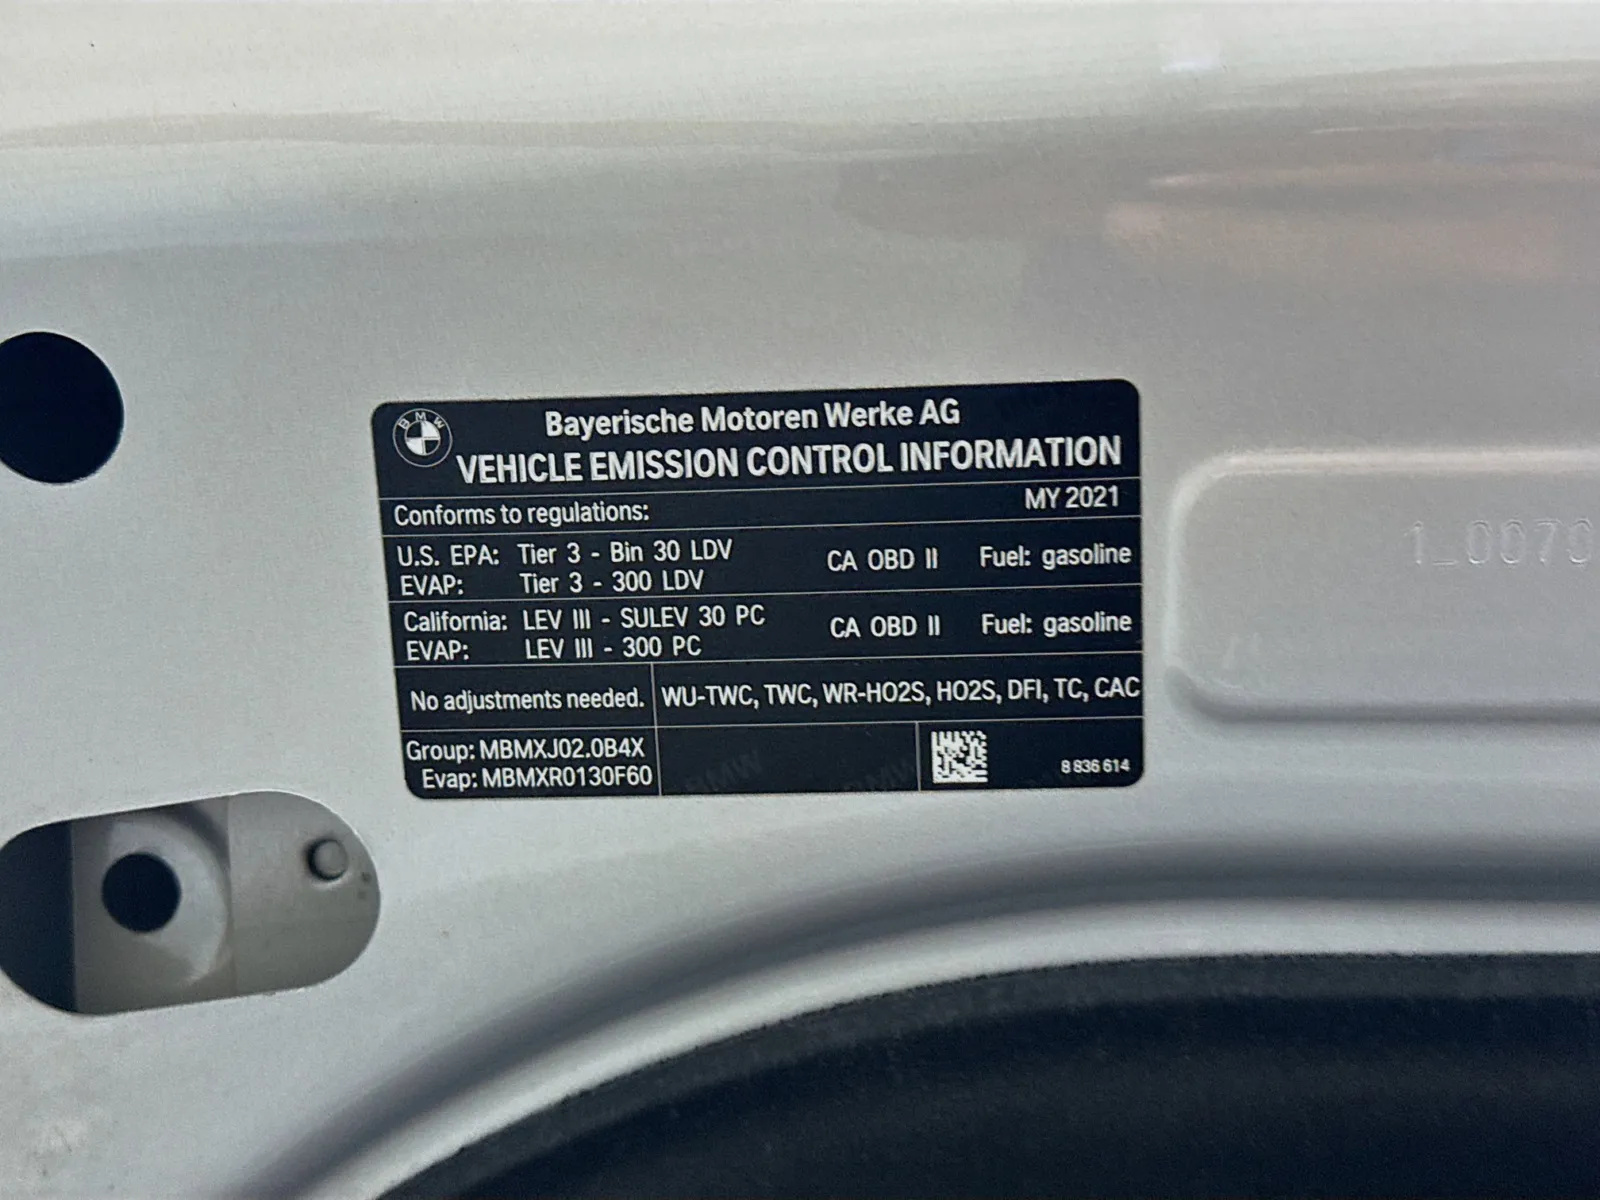 BMW
Bayerische Motoren Werke AG
VEHICLE EMISSION CONTROL INFORMATION
Conforms to regulations: MY 2021
U.S. EPA: Tier 3 - Bin 30 LDV CA OBD II Fuel: gasoline
EVAP: Tier 3 - 300 LDV
California: LEV III - SULEV 30 PC CA OBD II Fuel: gasoline
EVAP: LEV III - 300 PC
No adjustments needed. WU-TWC, TWC, WR-HO2S, HO2S, DFI, TC, CAC
Group: MBMXJ02.0B4X
Evap: MBMXR0130F60
8 836 614